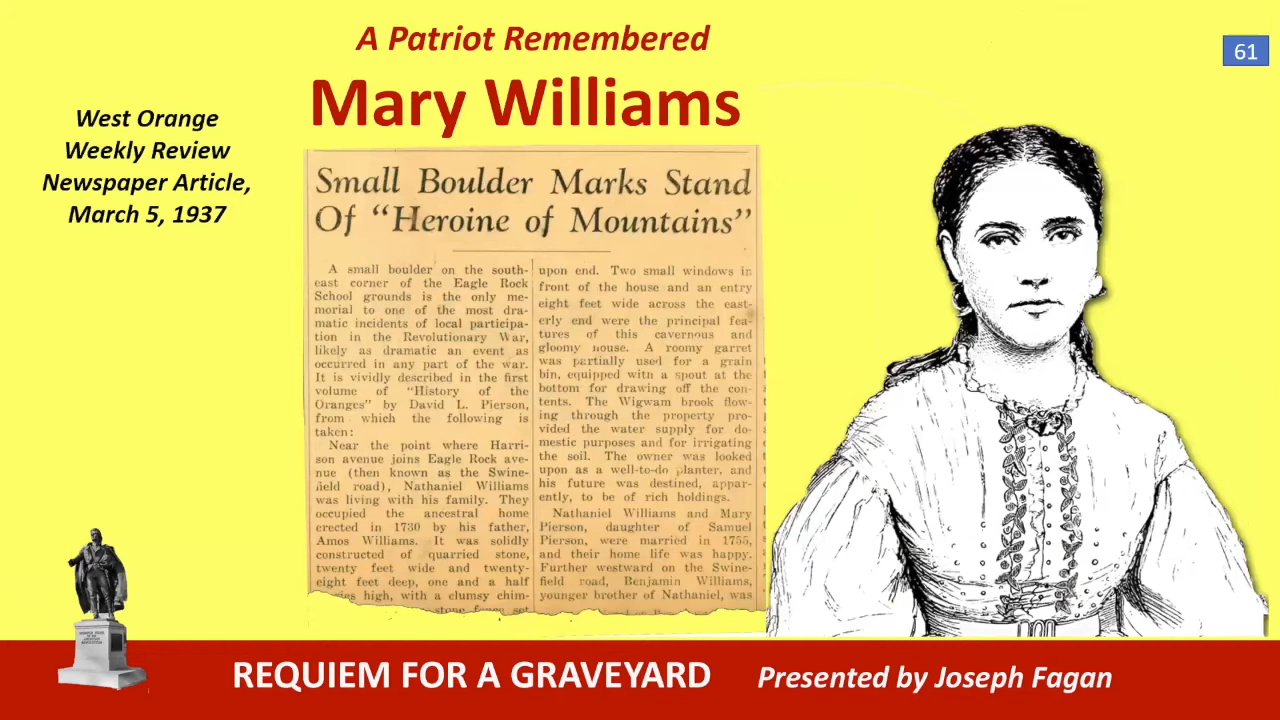 A Patriot Remembered
61
Mary Williams
West Orange
Weekly Review
Newspaper Article,
March 5, 1937
Small Boulder Marks Stand
Of “Heroine of Mountains”
A small boulder on the south-
east corner of the Eagle Rock
School grounds is the only me-
morial to one of the most dra-
matic incidents of local participa-
tion in the Revolutionary War,
likely as dramatic an event as
occurred in any part of the war.
It is vividly described in the first
volume of “History of the
Oranges” by David L. Pierson,
from which the following is
taken:
Near the point where Harri-
son avenue joins Eagle Rock ave-
nue (then known as the Swine-
field road), Nathaniel Williams
was living with his family. They
occupied the ancestral home
erected in 1730 by his father,
Amos Williams. It was solidly
constructed of quarried stone,
twenty feet wide and twenty-
eight feet deep, one and a half
high, with a clumsy chim-
stone
upon end. Two small windows in
front of the house and an entry
eight feet wide across the east-
erly end were the principal fea-
tures of this cavernous and
gloomy house. A roomy garret
was partially used for a grain
bin, equipped with a spout at the
bottom for drawing off the con-
tents. The Wigwam brook flow-
ing through the property pro-
vided the water supply for do-
mestic purposes and for irrigating
the soil. The owner was looked
upon as a well-to-do planter, and
his future was destined, appar-
ently, to be of rich holdings.
Nathaniel Williams and Mary
Pierson, daughter of Samuel
Pierson, were married in 1755,
and their home life was happy.
Further westward on the Swine-
field road, Benjamin Williams,
younger brother of Nathaniel, was
REQUIEM FOR A GRAVEYARD
Presented by Joseph Fagan